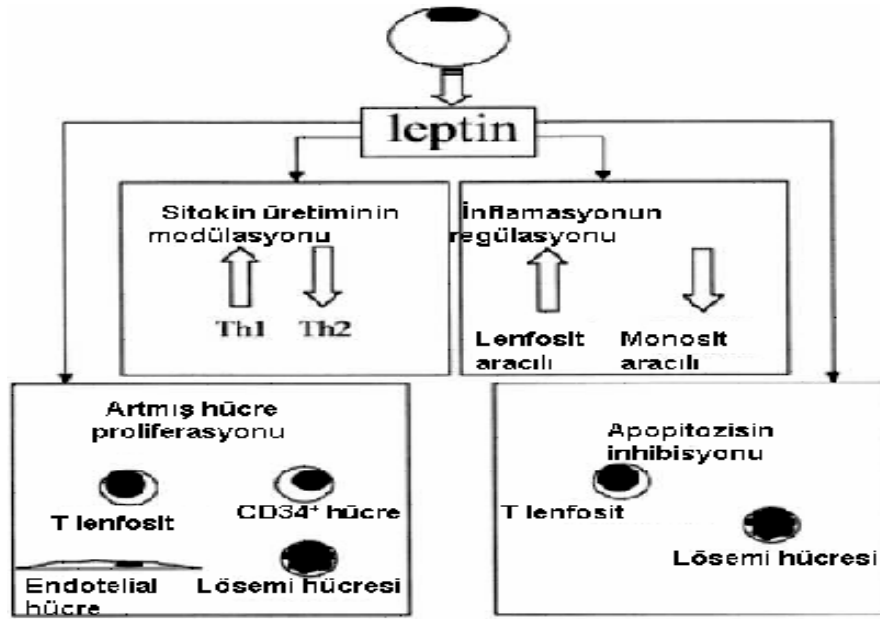 leptin
Sitokin üretiminin
modülasyonu
Th1 Th2
İnflamasyonun
regülasyonu
Lenfosit
aracılı
Monosit
aracılı
Artmış hücre
proliferasyonu
T lenfosit
CD34+ hücre
Endotelial
hücre
Lösemi hücresi
Apopitozisin
inhibisyonu
T lenfosit
Lösemi hücresi